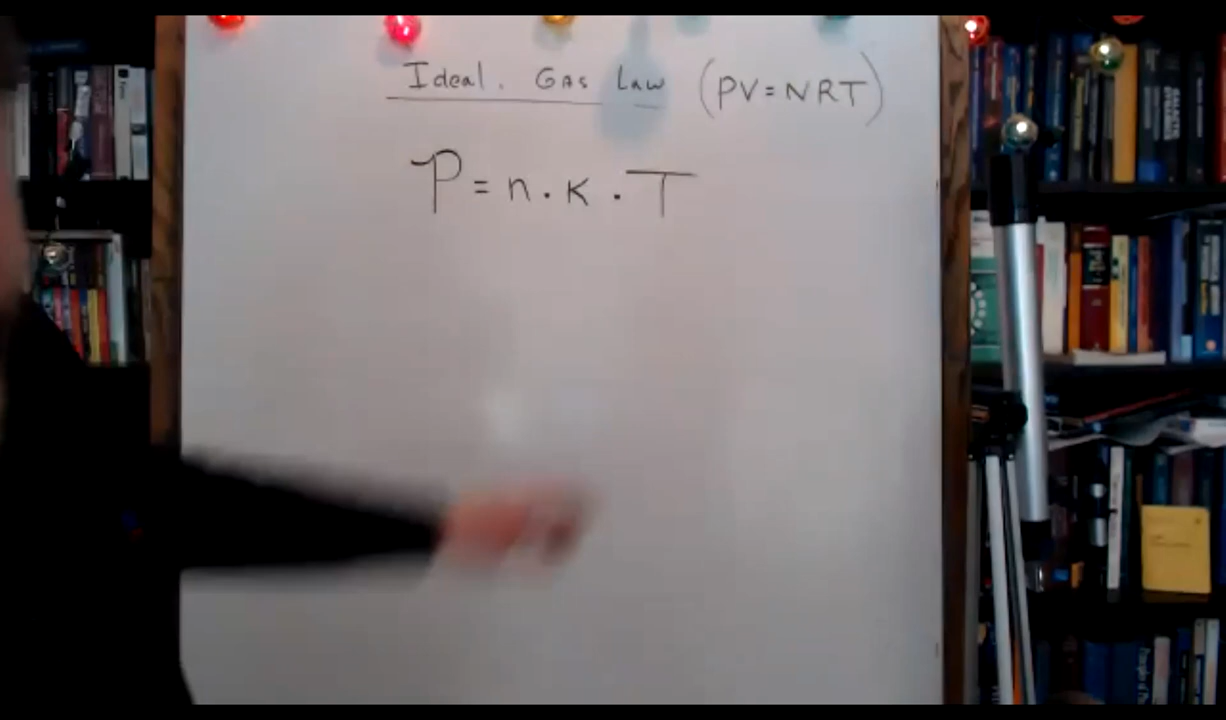 Ideal. Gas Law (PV=NRT)
P = n · k · T